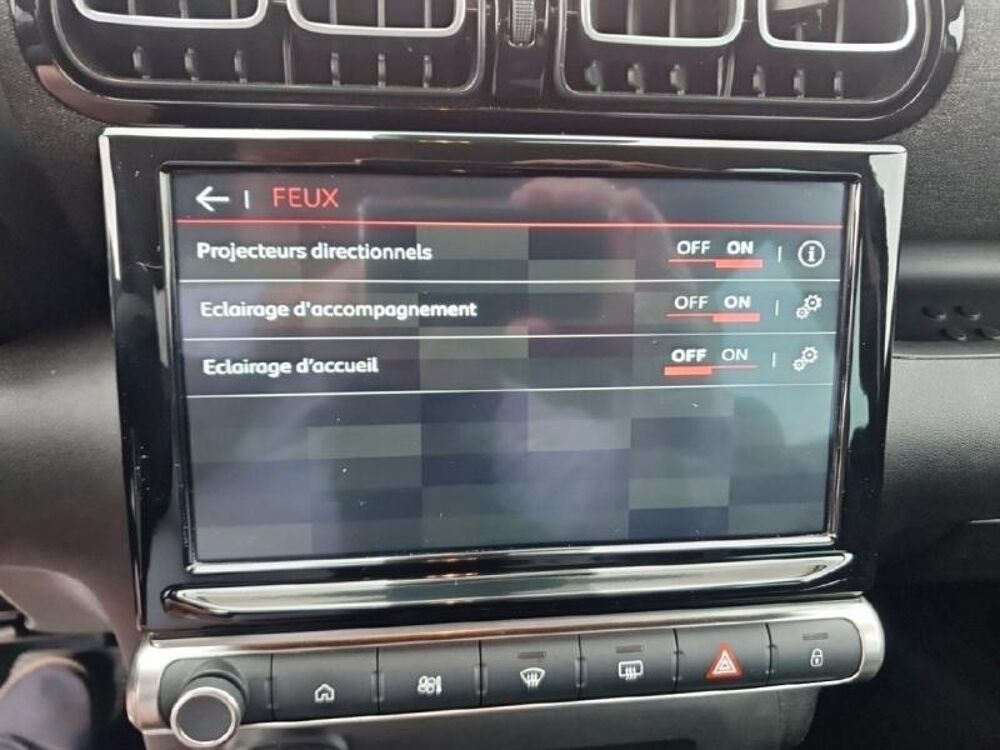 FEUX
Projecteurs directionnels OFF ON
Eclairage d'accompagnement OFF ON
Eclairage d'accueil OFF ON